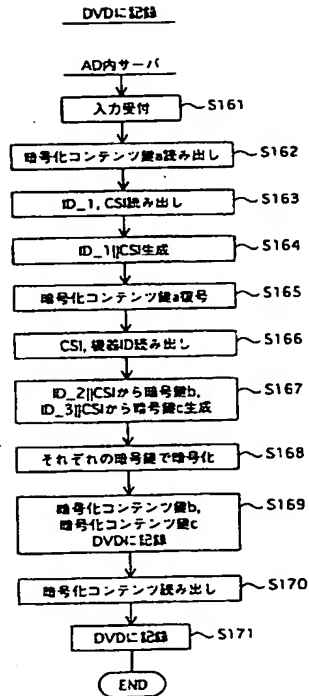 DVDに記録
AD内サーバ
入力受付
S161
暗号化コンテンツ鍵a読み出し
S162
ID_1, CSI読み出し
S163
ID_1||CSI生成
S164
暗号化コンテンツ鍵a復号
S165
CSI, 機器ID読み出し
S166
ID_2||CSIから暗号鍵b,
ID_3||CSIから暗号鍵c生成
S167
それぞれの暗号鍵で暗号化
S168
暗号化コンテンツ鍵b,
暗号化コンテンツ鍵c
DVDに記録
S169
暗号化コンテンツ読み出し
S170
DVDに記録
S171
END